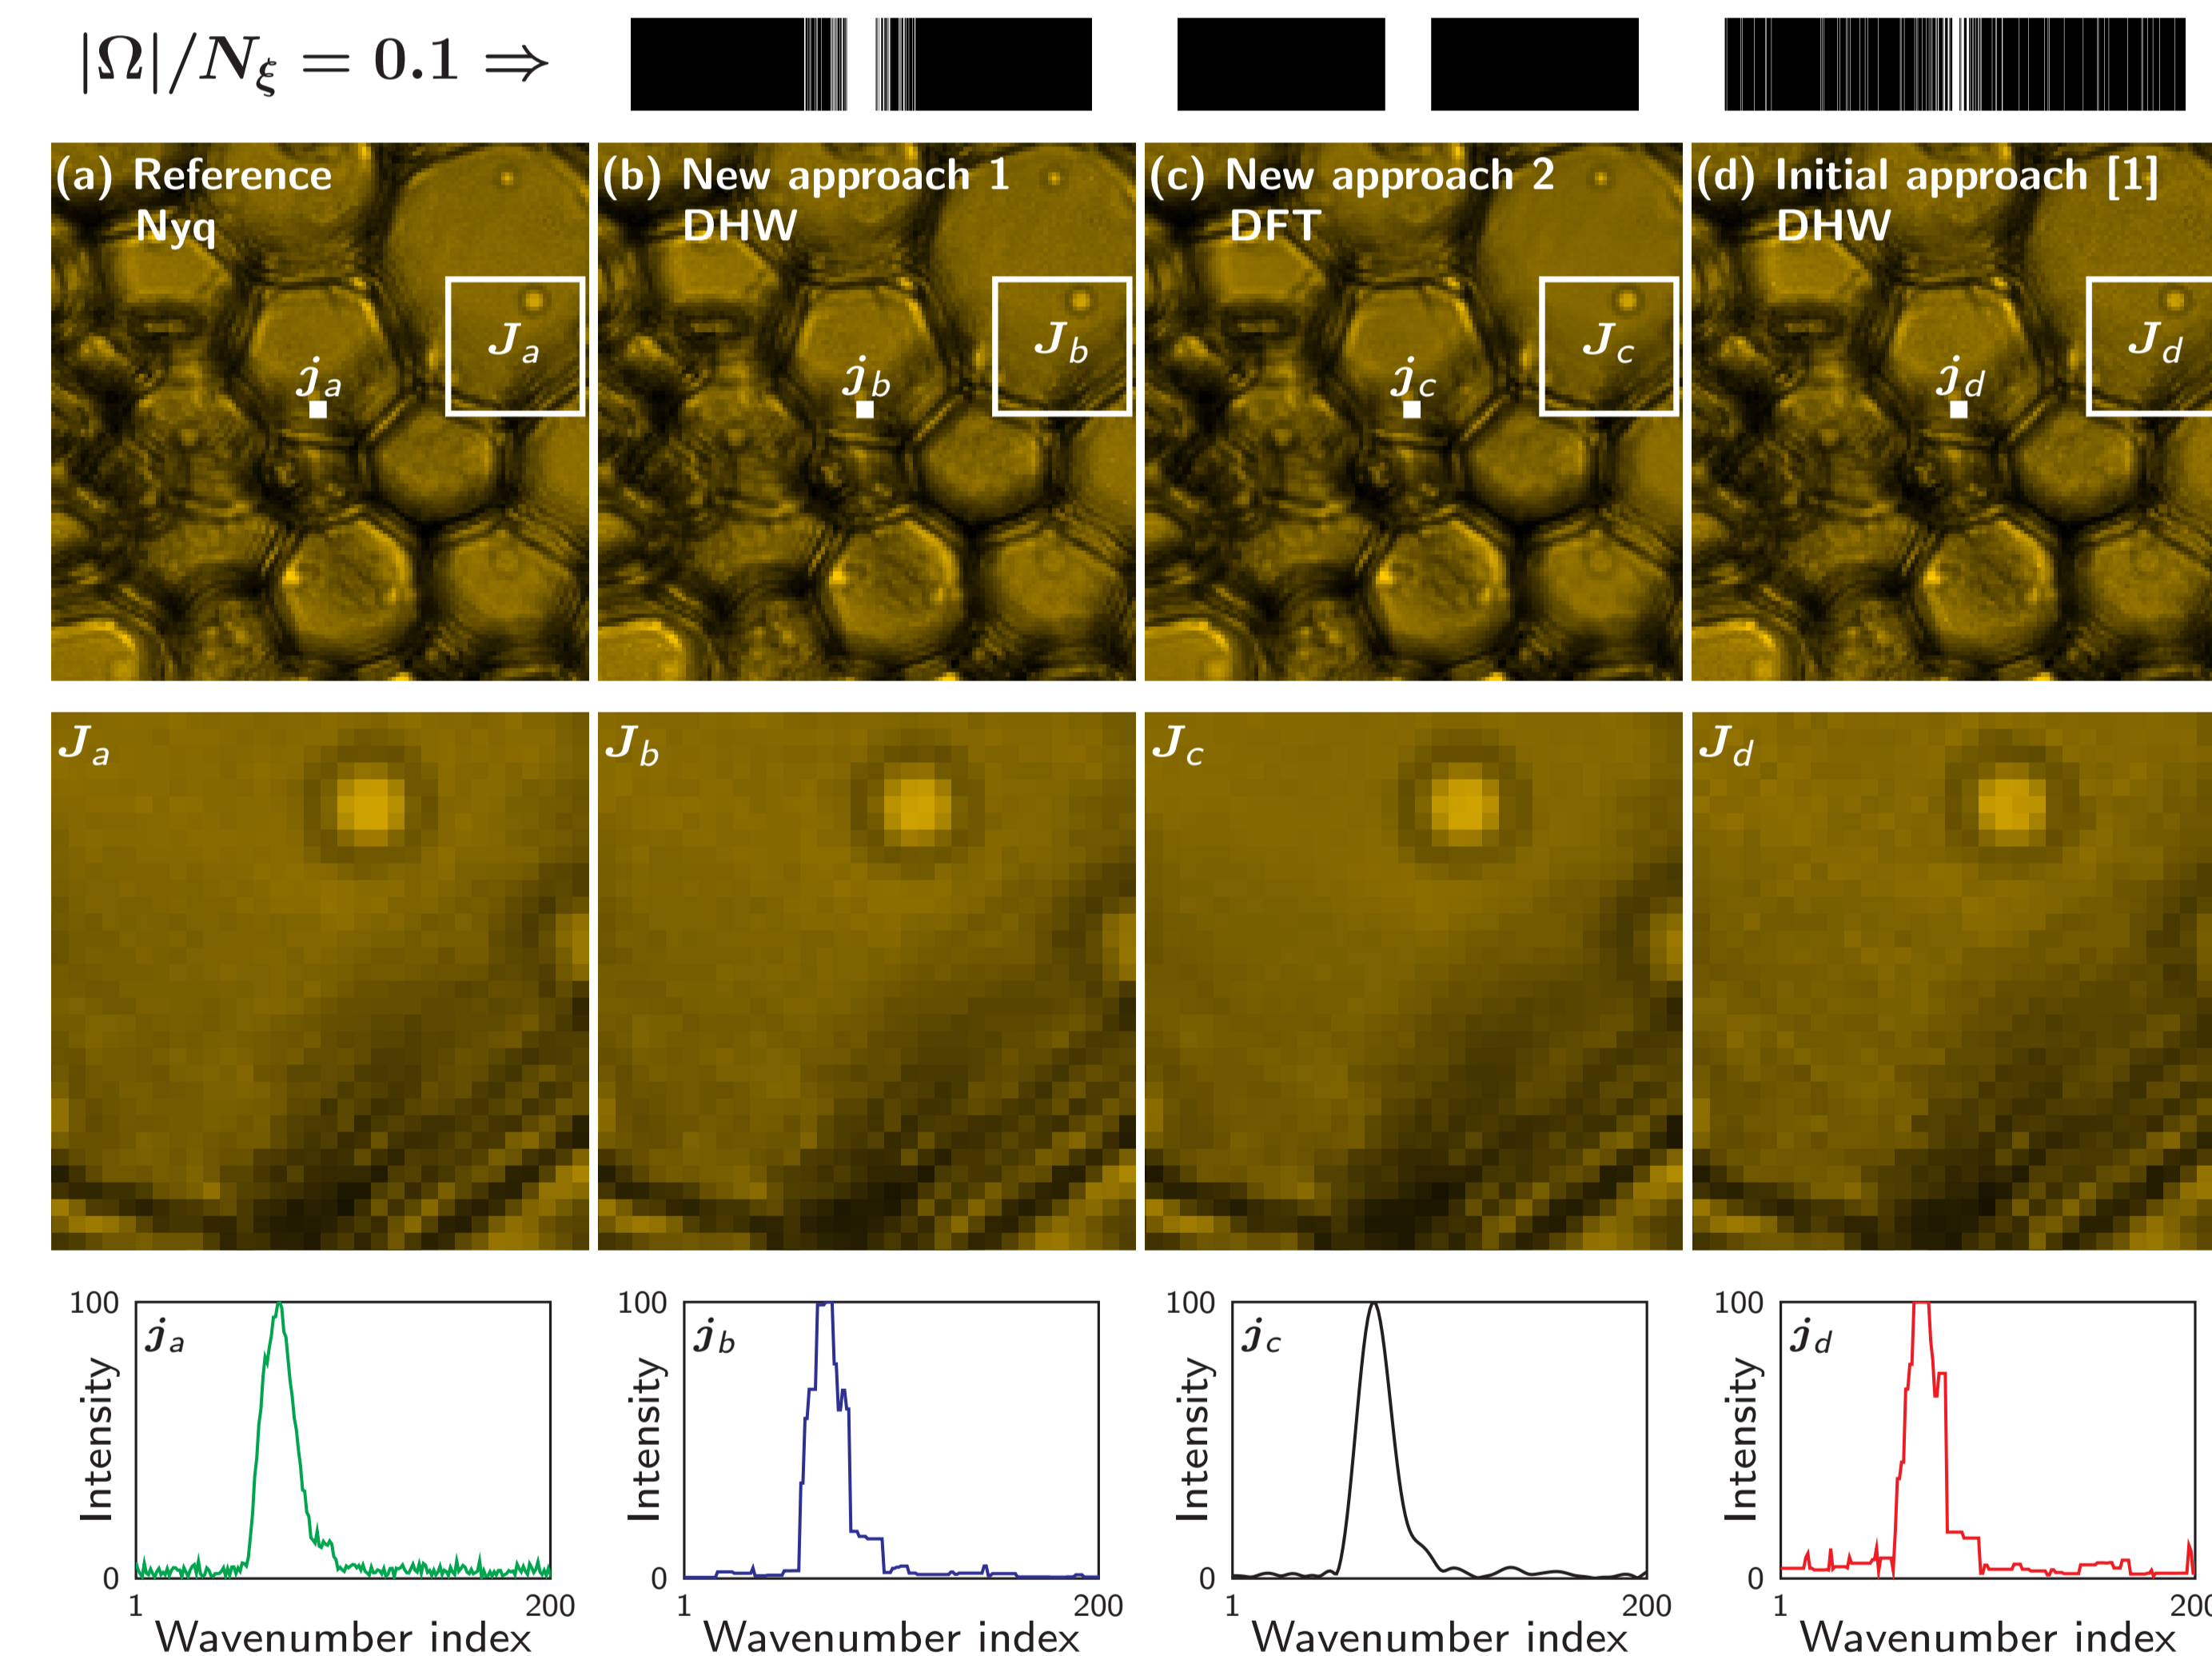 |Ω|/N_ξ = 0.1 ⇒
(a) Reference
Nyq
(b) New approach 1
DHW
(c) New approach 2
DFT
(d) Initial approach [1]
DHW
J_a
J_b
J_c
J_d
j_a
j_b
j_c
j_d
J_a
J_b
J_c
J_d
100
j_a
Intensity
0
1
200
Wavenumber index
100
j_b
Intensity
0
1
200
Wavenumber index
100
j_c
Intensity
0
1
200
Wavenumber index
100
j_d
Intensity
0
1
Wavenumber index